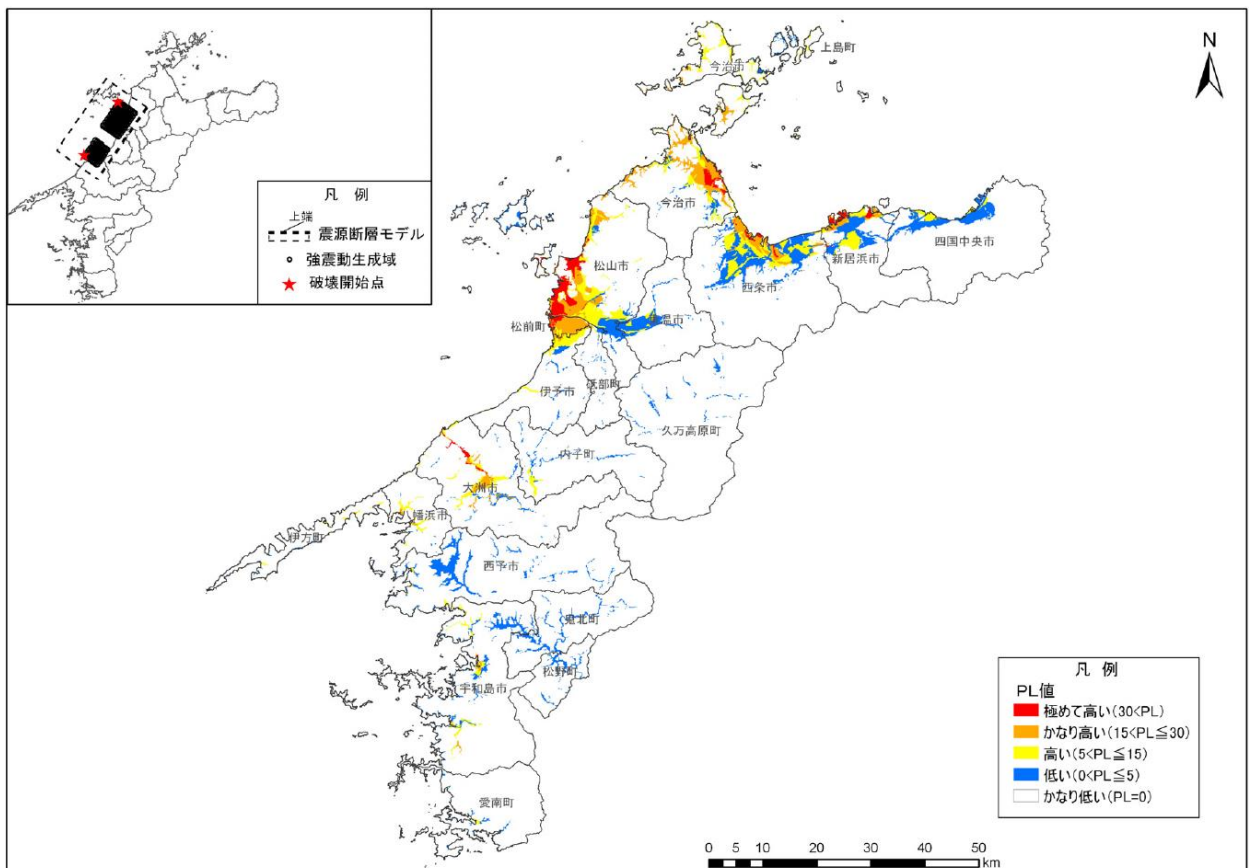 凡 例
上端
震源断層モデル
強震動生成域
破壊開始点
N
上島町
今治市
今治市
四国中央市
新居浜市
松山市
西条市
松前町
伊予市
砥部町
久万高原町
内子町
大洲市
八幡浜市
伊方町
西予市
鬼北町
松野町
宇和島市
愛南町
凡 例
PL値
極めて高い(30<PL)
かなり高い(15<PL≦30)
高い(5<PL≦15)
低い(0<PL≦5)
かなり低い(PL=0)
0 5 10 20 30 40 50
km